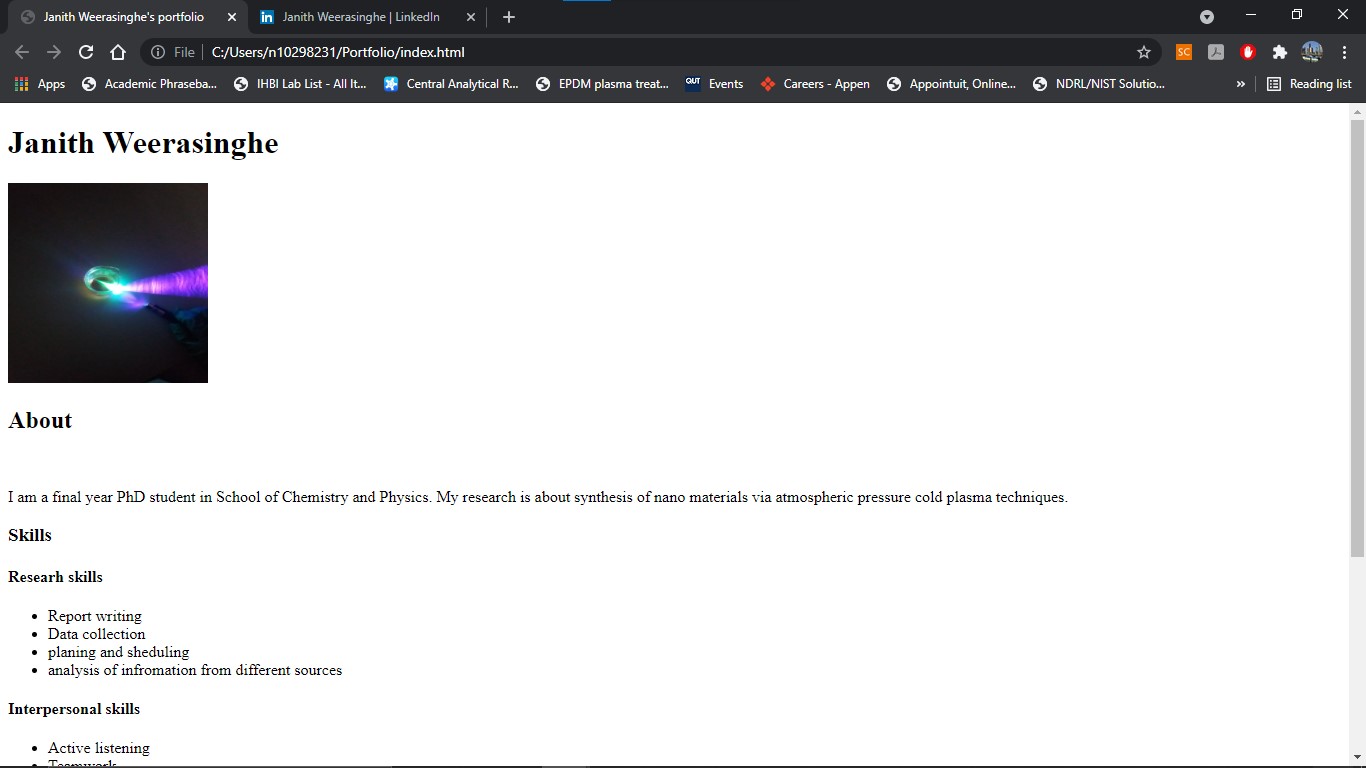 Janith Weerasinghe's portfolio
Janith Weerasinghe | LinkedIn
File
C:/Users/n10298231/Portfolio/index.html
SC
Apps
Academic Phraseba...
IHBI Lab List - All It...
Central Analytical R...
EPDM plasma treat...
QUT
Events
Careers - Appen
Appointuit, Online...
NDRL/NIST Solutio...
»
Reading list
Janith Weerasinghe
About
I am a final year PhD student in School of Chemistry and Physics. My research is about synthesis of nano materials via atmospheric pressure cold plasma techniques.
Skills
Researh skills
• Report writing
• Data collection
• planing and sheduling
• analysis of infromation from different sources
Interpersonal skills
• Active listening
• Teamwork